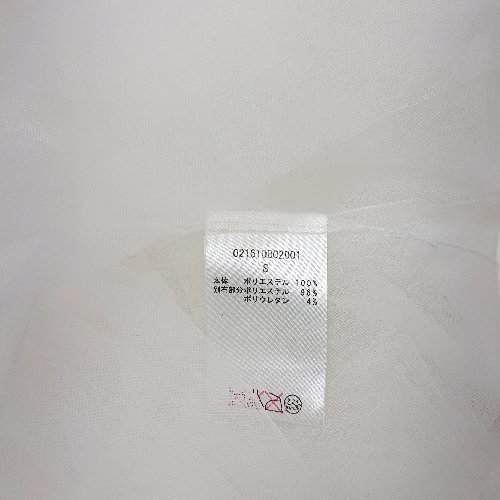 021610802001
S
本体 ポリエステル 100%
別布部分ポリエステル 96%
ポリウレタン 4%